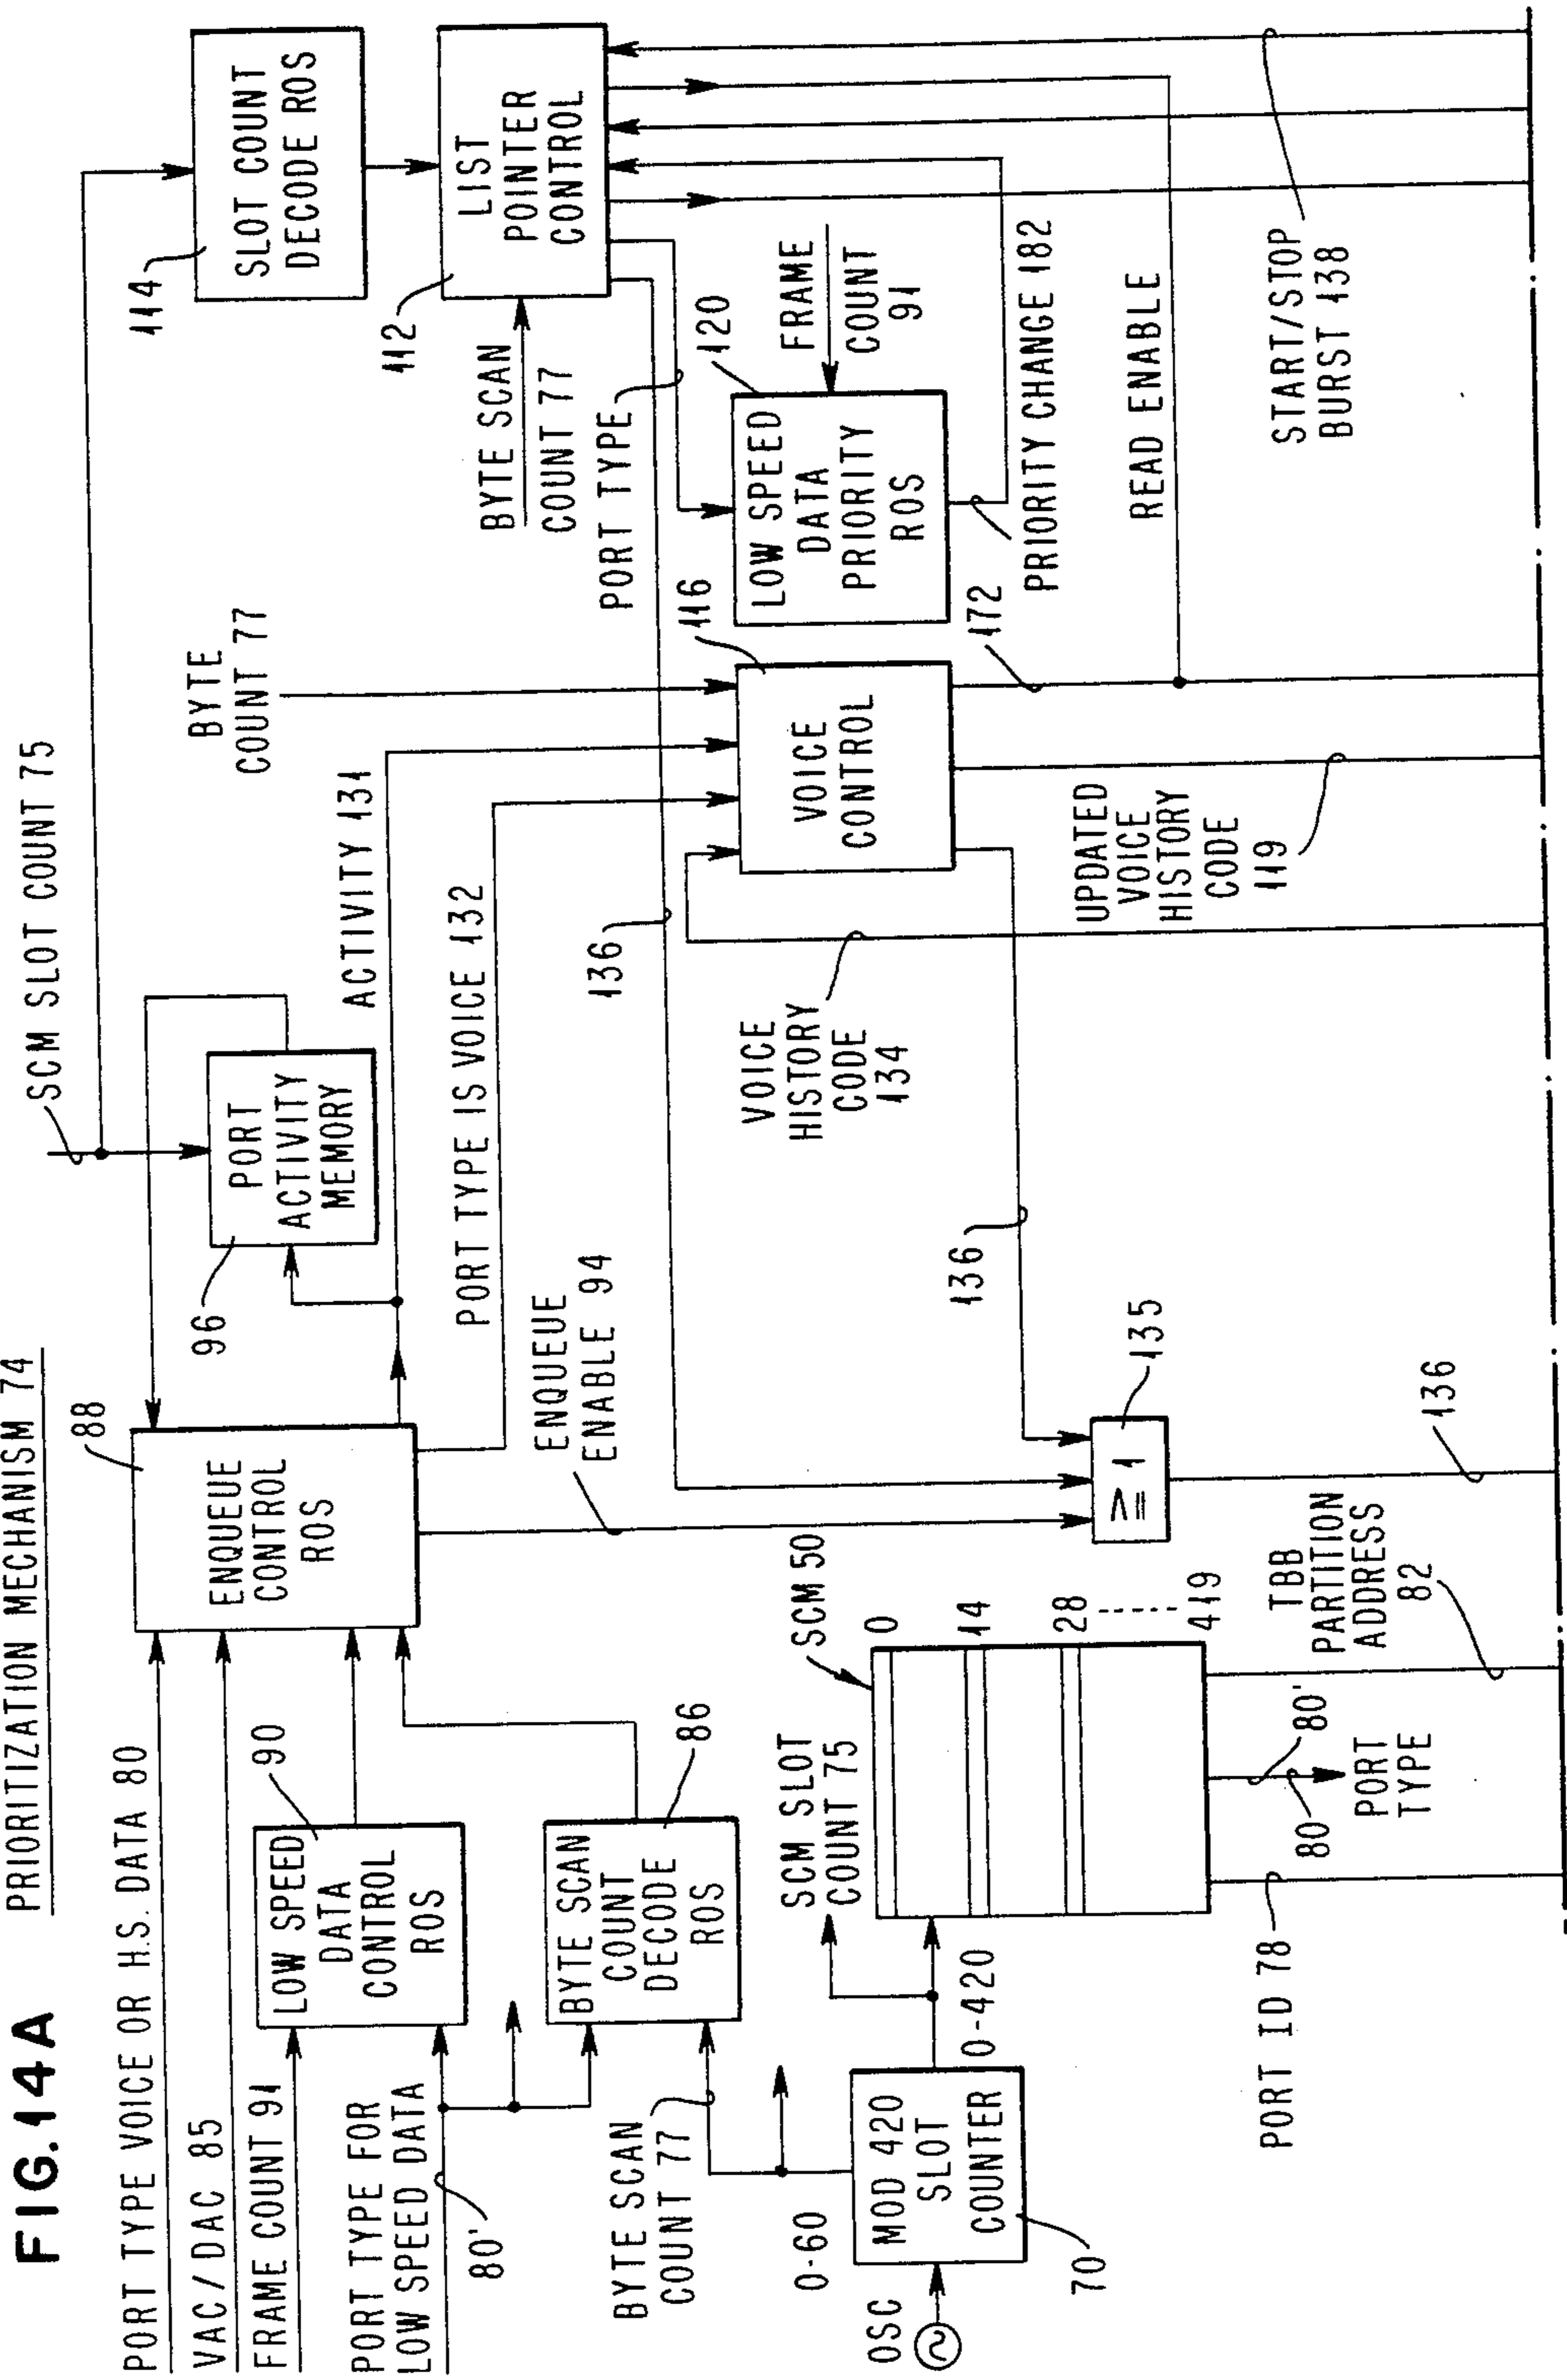 FIG.14A
PRIORITIZATION MECHANISM 74
PORT TYPE VOICE OR H.S. DATA 80
VAC / DAC 85
FRAME COUNT 91
PORT TYPE FOR
LOW SPEED DATA
80'
90
LOW SPEED
DATA
CONTROL
ROS
88
ENQUEUE
CONTROL
ROS
96
PORT
ACTIVITY
MEMORY
SCM SLOT COUNT 75
114
SLOT COUNT
DECODE ROS
BYTE SCAN
COUNT 77
0-60
BYTE SCAN
COUNT
DECODE
ROS
86
ENQUEUE
ENABLE 94
PORT TYPE IS VOICE 132
ACTIVITY 131
BYTE
COUNT 77
112
LIST
POINTER
CONTROL
BYTE SCAN
COUNT 77
PORT TYPE
120
LOW SPEED
DATA
PRIORITY
ROS
FRAME
COUNT
91
PRIORITY CHANGE 182
READ ENABLE
START/STOP
BURST 138
136
116
VOICE
CONTROL
172
VOICE
HISTORY
CODE
134
UPDATED
VOICE
HISTORY
CODE
119
136
135
≥ 1
136
OSC
MOD 420
SLOT
COUNTER
70
0-420
SCM SLOT
COUNT 75
SCM 50
0
14
28
419
PORT ID 78
80
80'
PORT
TYPE
TBB
PARTITION
ADDRESS
82